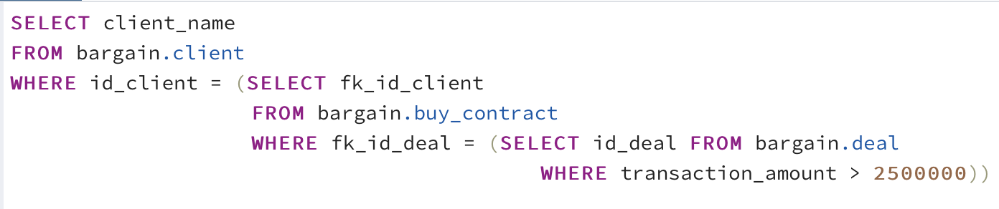 SELECT client_name
FROM bargain.client
WHERE id_client = (SELECT fk_id_client
FROM bargain.buy_contract
WHERE fk_id_deal = (SELECT id_deal FROM bargain.deal
WHERE transaction_amount > 2500000))